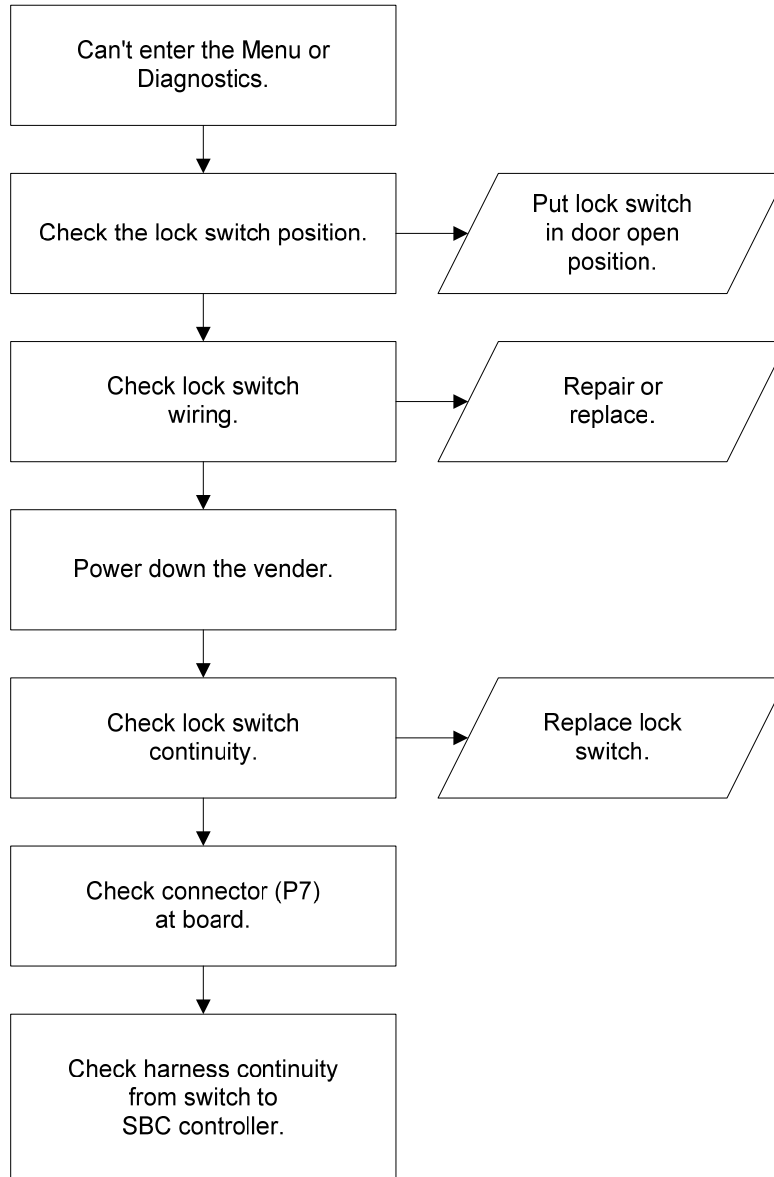 Can't enter the Menu or
Diagnostics.
Check the lock switch position.
Put lock switch
in door open
position.
Check lock switch
wiring.
Repair or
replace.
Power down the vender.
Check lock switch
continuity.
Replace lock
switch.
Check connector (P7)
at board.
Check harness continuity
from switch to
SBC controller.